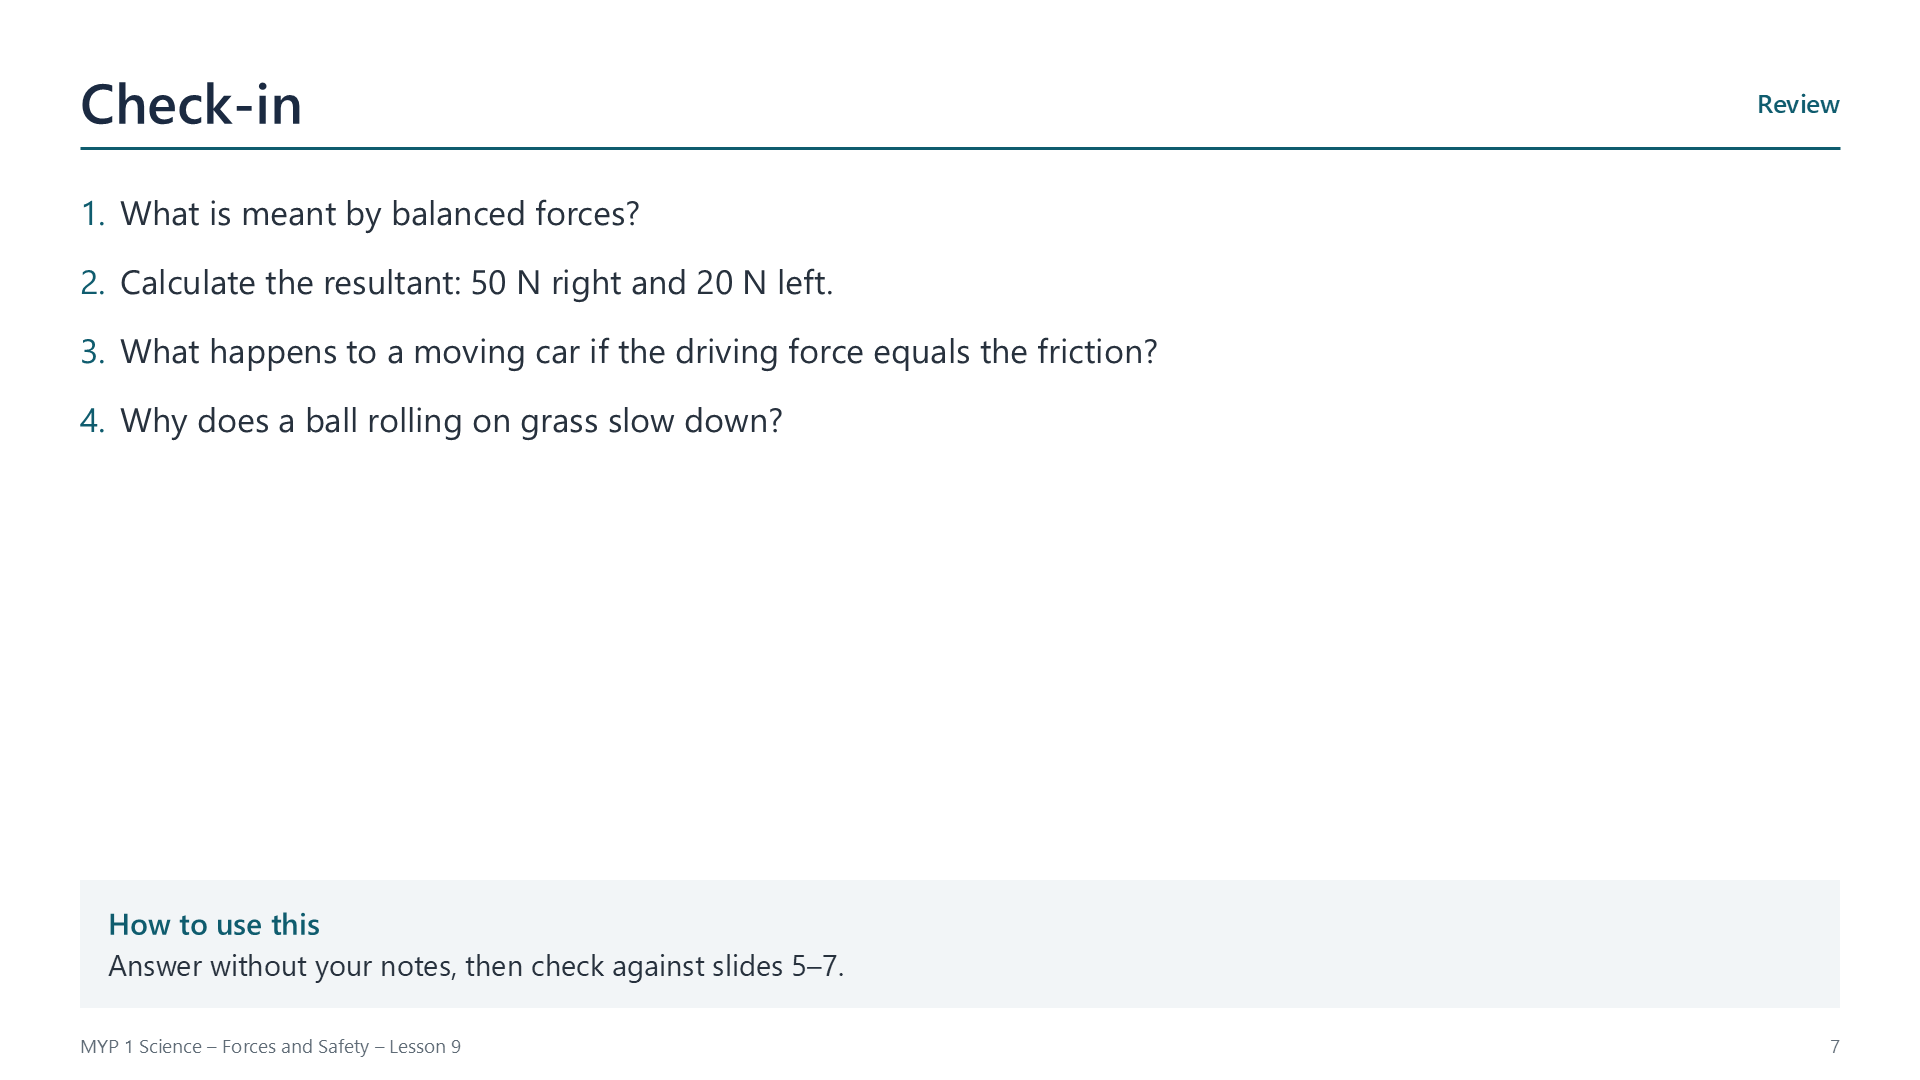 Check-in
Review
1. What is meant by balanced forces?
2. Calculate the resultant: 50 N right and 20 N left.
3. What happens to a moving car if the driving force equals the friction?
4. Why does a ball rolling on grass slow down?
How to use this
Answer without your notes, then check against slides 5–7.
MYP 1 Science – Forces and Safety – Lesson 9
7